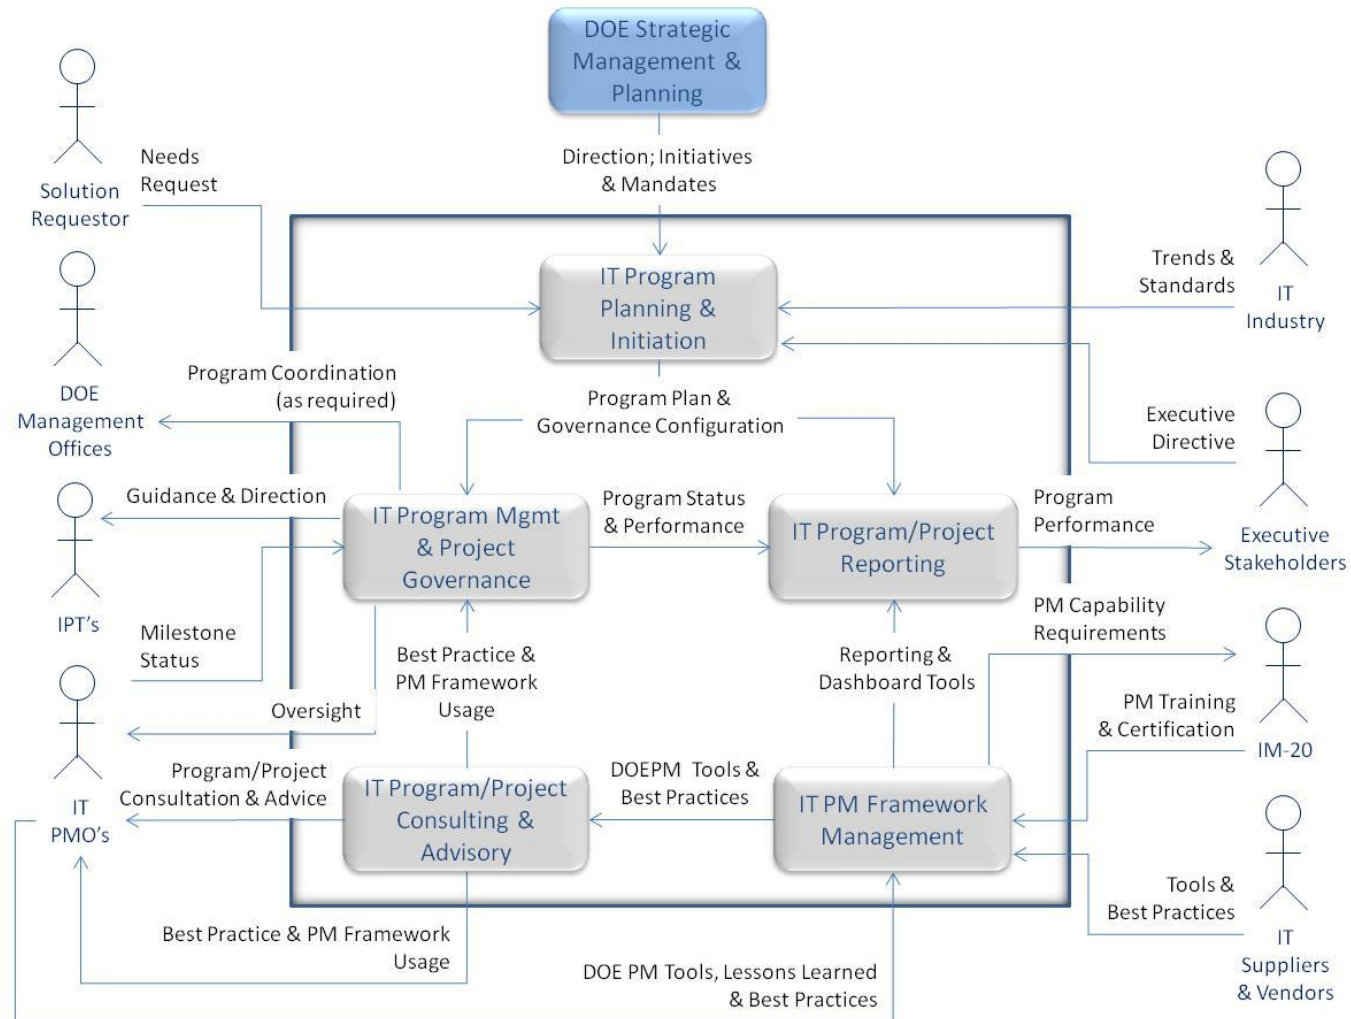 DOE Strategic
Management &
Planning
Direction; Initiatives
& Mandates
Needs
Request
Solution
Requestor
IT Program
Planning &
Initiation
Trends &
Standards
IT
Industry
DOE
Management
Offices
Program Coordination
(as required)
Program Plan &
Governance Configuration
Executive
Directive
Executive
Stakeholders
Guidance & Direction
IPT's
IT Program Mgmt
& Project
Governance
Program Status
& Performance
IT Program/Project
Reporting
Program
Performance
Milestone
Status
Best Practice &
PM Framework
Usage
Reporting &
Dashboard Tools
PM Capability
Requirements
Oversight
PM Training
& Certification
IM-20
IT
PMO's
Program/Project
Consultation & Advice
IT Program/Project
Consulting &
Advisory
DOEPM Tools &
Best Practices
IT PM Framework
Management
Tools &
Best Practices
IT
Suppliers
& Vendors
Best Practice & PM Framework
Usage
DOE PM Tools, Lessons Learned
& Best Practices